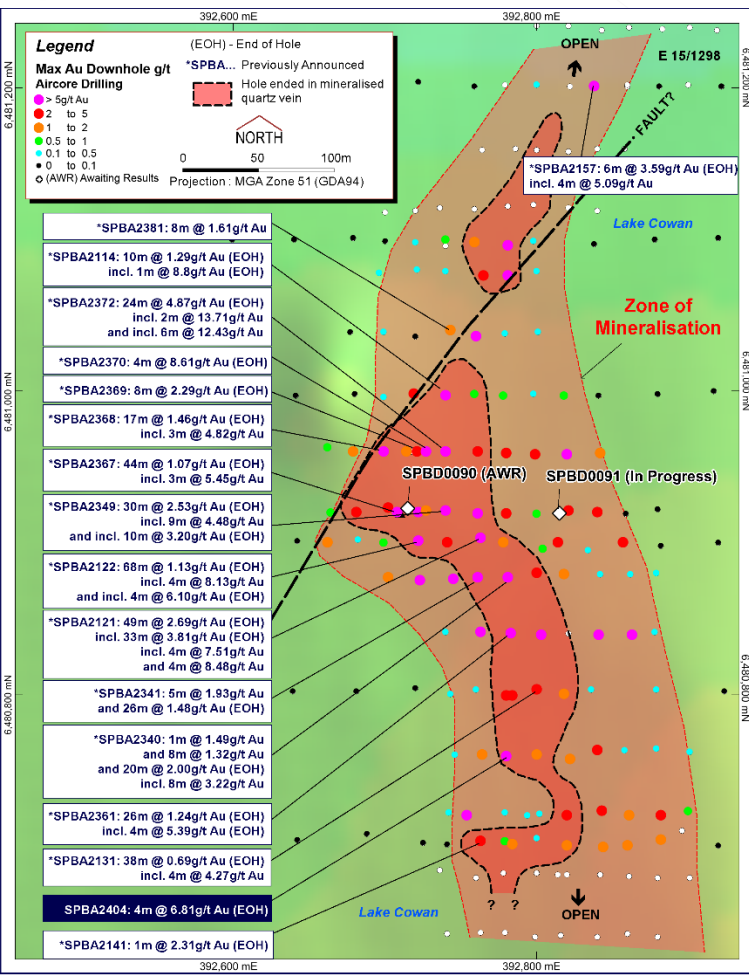 392,600 mE
392,800 mE
Legend
(EOH) - End of Hole
*SPBA... Previously Announced
Max Au Downhole g/t
Aircore Drilling
> 5g/t Au
2 to 5
1 to 2
0.5 to 1
0.1 to 0.5
0 to 0.1
(AWR) Awaiting Results
Hole ended in mineralised
quartz vein
NORTH
0 50 100m
Projection : MGA Zone 51 (GDA94)
OPEN
E 15/1298
6,481,200 mN
6,481,200 mN
FAULT?
*SPBA2157: 6m @ 3.59g/t Au (EOH)
incl. 4m @ 5.09g/t Au
Lake Cowan
Zone of
Mineralisation
*SPBA2381: 8m @ 1.61g/t Au
*SPBA2114: 10m @ 1.29g/t Au (EOH)
incl. 1m @ 8.8g/t Au
*SPBA2372: 24m @ 4.87g/t Au (EOH)
incl. 2m @ 13.71g/t Au
and incl. 6m @ 12.43g/t Au
*SPBA2370: 4m @ 8.61g/t Au (EOH)
*SPBA2369: 8m @ 2.29g/t Au (EOH)
6,481,000 mN
6,481,000 mN
*SPBA2368: 17m @ 1.46g/t Au (EOH)
incl. 3m @ 4.82g/t Au
*SPBA2367: 44m @ 1.07g/t Au (EOH)
incl. 3m @ 5.45g/t Au
SPBD0090 (AWR)
SPBD0091 (In Progress)
*SPBA2349: 30m @ 2.53g/t Au (EOH)
incl. 9m @ 4.48g/t Au
and incl. 10m @ 3.20g/t Au
*SPBA2122: 68m @ 1.13g/t Au (EOH)
incl. 4m @ 8.13g/t Au
and incl. 4m @ 6.10g/t Au (EOH)
*SPBA2121: 49m @ 2.69g/t Au (EOH)
incl. 33m @ 3.81g/t Au
incl. 4m @ 7.51g/t Au
and 4m @ 8.48g/t Au
*SPBA2341: 5m @ 1.93g/t Au
and 26m @ 1.48g/t Au (EOH)
6,480,800 mN
6,480,800 mN
*SPBA2340: 1m @ 1.49g/t Au
and 8m @ 1.32g/t Au
and 20m @ 2.00g/t Au (EOH)
incl. 8m @ 3.22g/t Au
*SPBA2361: 26m @ 1.24g/t Au (EOH)
incl. 4m @ 5.39g/t Au
*SPBA2131: 38m @ 0.69g/t Au (EOH)
incl. 4m @ 4.27g/t Au
SPBA2404: 4m @ 6.81g/t Au (EOH)
*SPBA2141: 1m @ 2.31g/t Au (EOH)
Lake Cowan
? ?
OPEN
392,600 mE
392,800 mE